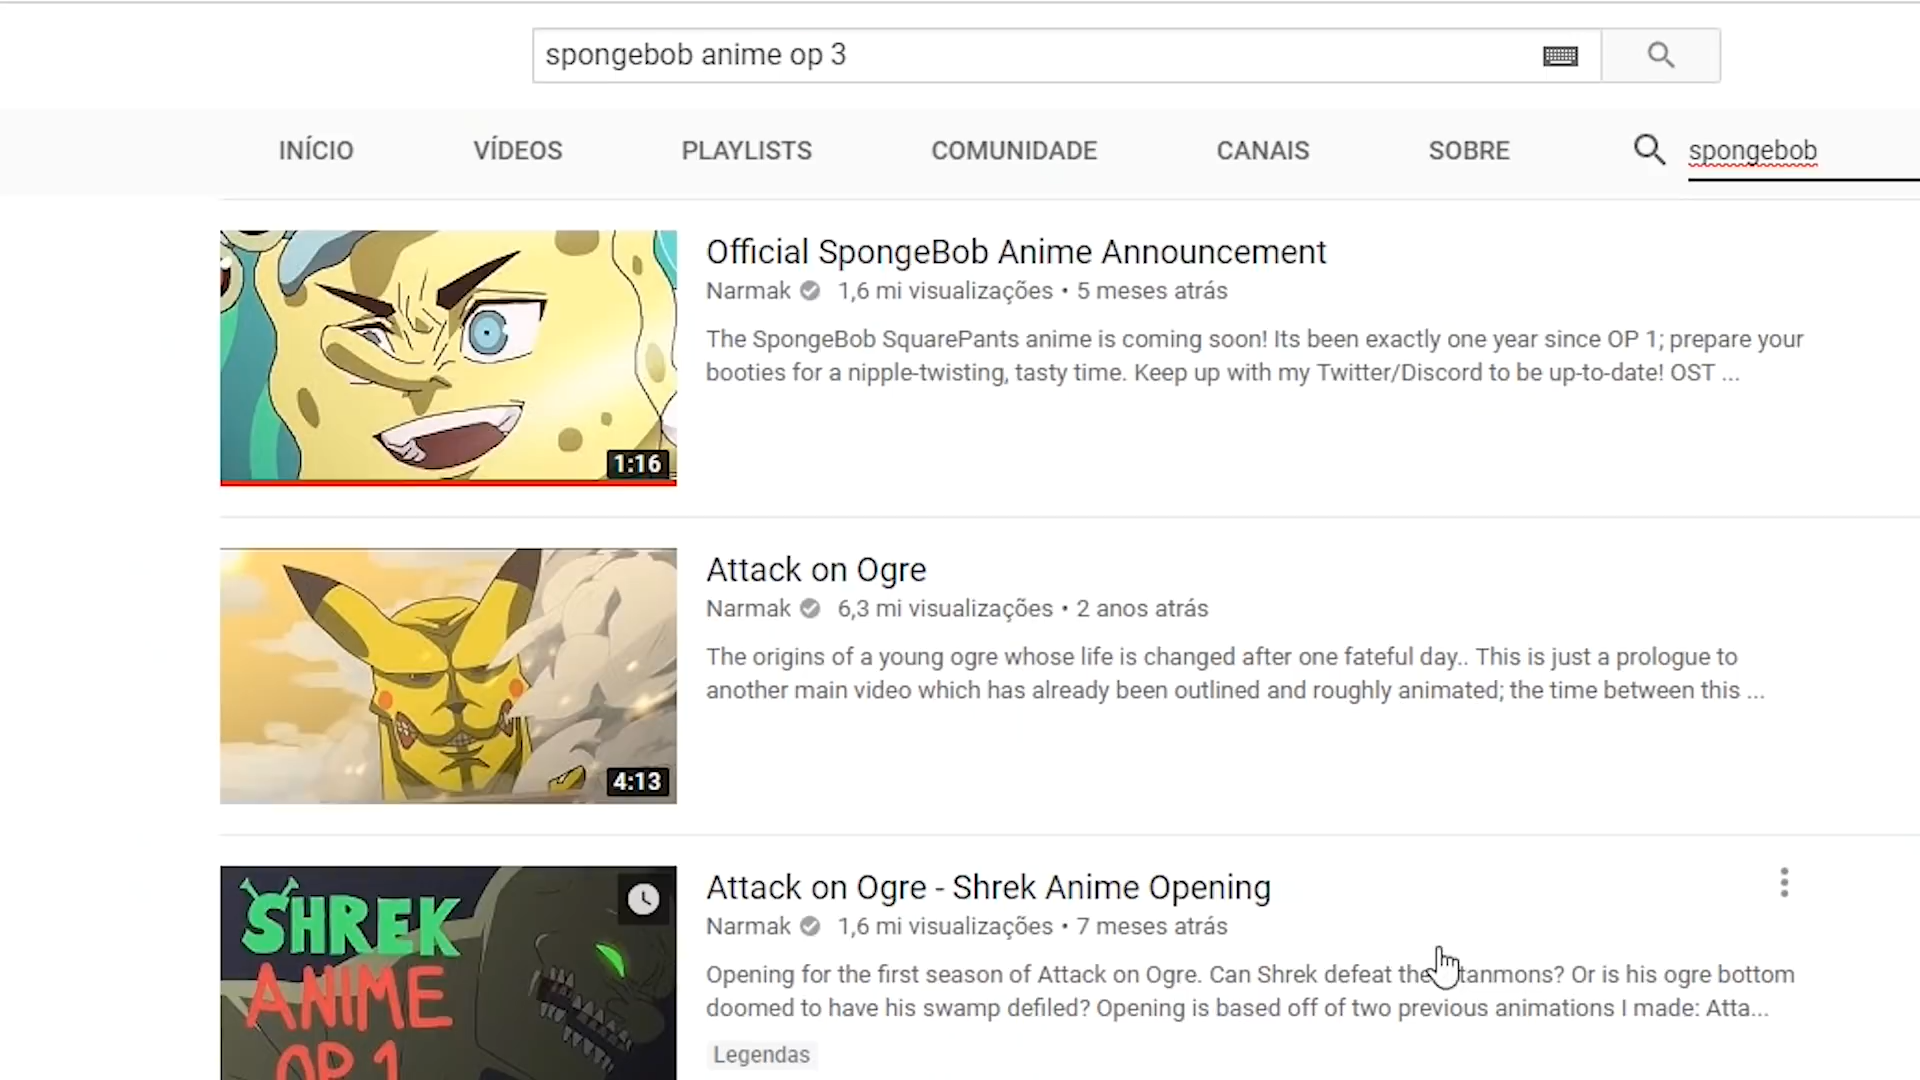 spongebob anime op 3
INÍCIO VÍDEOS PLAYLISTS COMUNIDADE CANAIS SOBRE spongebob
Official SpongeBob Anime Announcement
Narmak 1,6 mi visualizações • 5 meses atrás
The SpongeBob SquarePants anime is coming soon! Its been exactly one year since OP 1; prepare your
booties for a nipple-twisting, tasty time. Keep up with my Twitter/Discord to be up-to-date! OST ...
1:16
Attack on Ogre
Narmak 6,3 mi visualizações • 2 anos atrás
The origins of a young ogre whose life is changed after one fateful day.. This is just a prologue to
another main video which has already been outlined and roughly animated; the time between this ...
4:13
SHREK
ANIME
OP 1
Attack on Ogre - Shrek Anime Opening
Narmak 1,6 mi visualizações • 7 meses atrás
Opening for the first season of Attack on Ogre. Can Shrek defeat the tanmons? Or is his ogre bottom
doomed to have his swamp defiled? Opening is based off of two previous animations I made: Atta...
Legendas